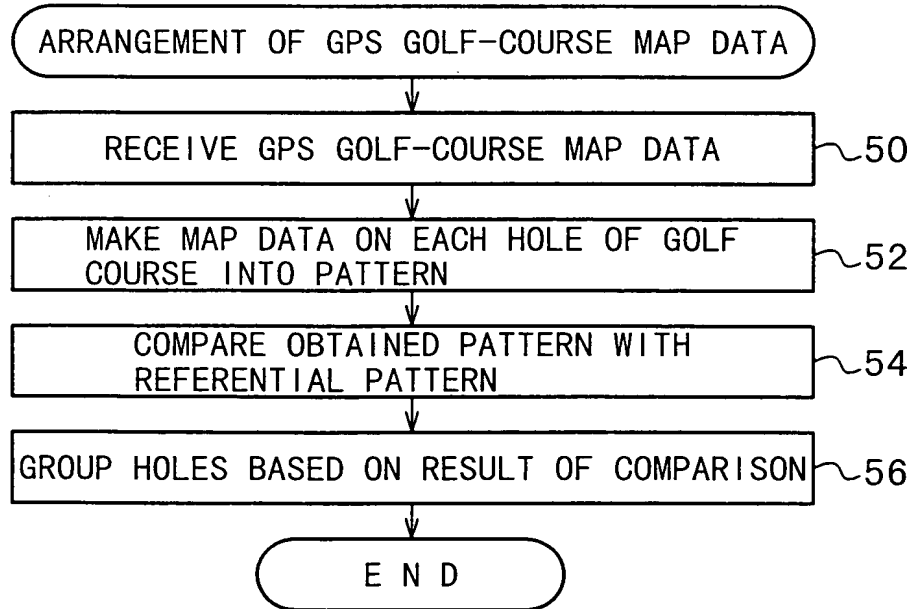 ARRANGEMENT OF GPS GOLF-COURSE MAP DATA
RECEIVE GPS GOLF-COURSE MAP DATA
50
MAKE MAP DATA ON EACH HOLE OF GOLF
COURSE INTO PATTERN
52
COMPARE OBTAINED PATTERN WITH
REFERENTIAL PATTERN
54
GROUP HOLES BASED ON RESULT OF COMPARISON
56
END